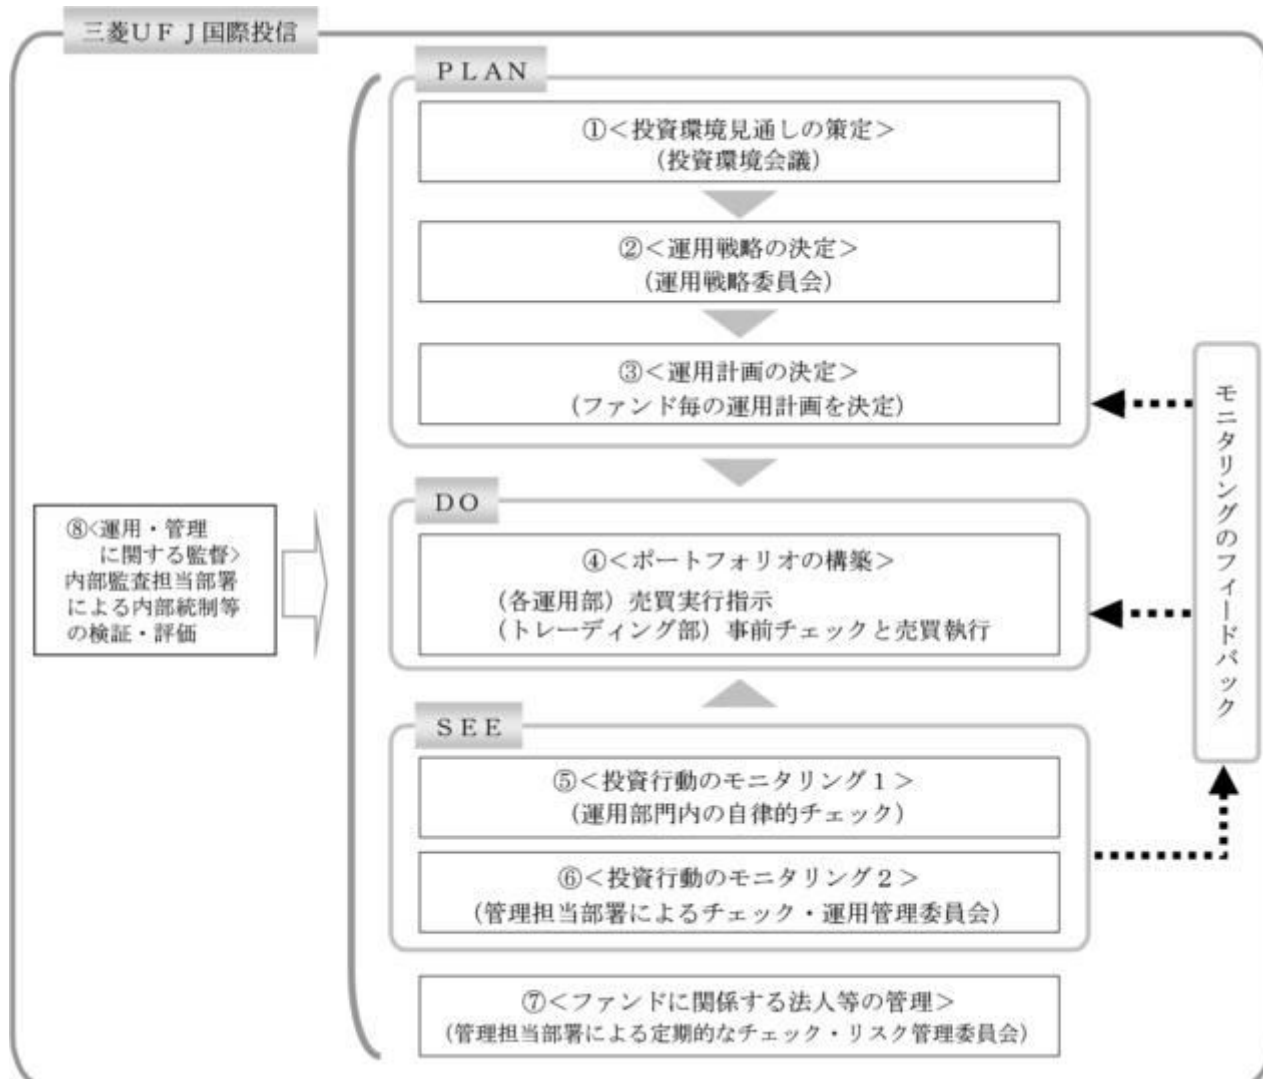 三菱ＵＦＪ国際投信
ＰＬＡＮ
①＜投資環境見通しの策定＞
（投資環境会議）
②＜運用戦略の決定＞
（運用戦略委員会）
③＜運用計画の決定＞
（ファンド毎の運用計画を決定）
ＤＯ
④＜ポートフォリオの構築＞
（各運用部）売買実行指示
（トレーディング部）事前チェックと売買執行
ＳＥＥ
⑤＜投資行動のモニタリング１＞
（運用部門内の自律的チェック）
⑥＜投資行動のモニタリング２＞
（管理担当部署によるチェック・運用管理委員会）
⑦＜ファンドに関係する法人等の管理＞
（管理担当部署による定期的なチェック・リスク管理委員会）
⑧<運用・管理
に関する監督>
内部監査担当部署
による内部統制等
の検証・評価
モニタリングのフィードバック